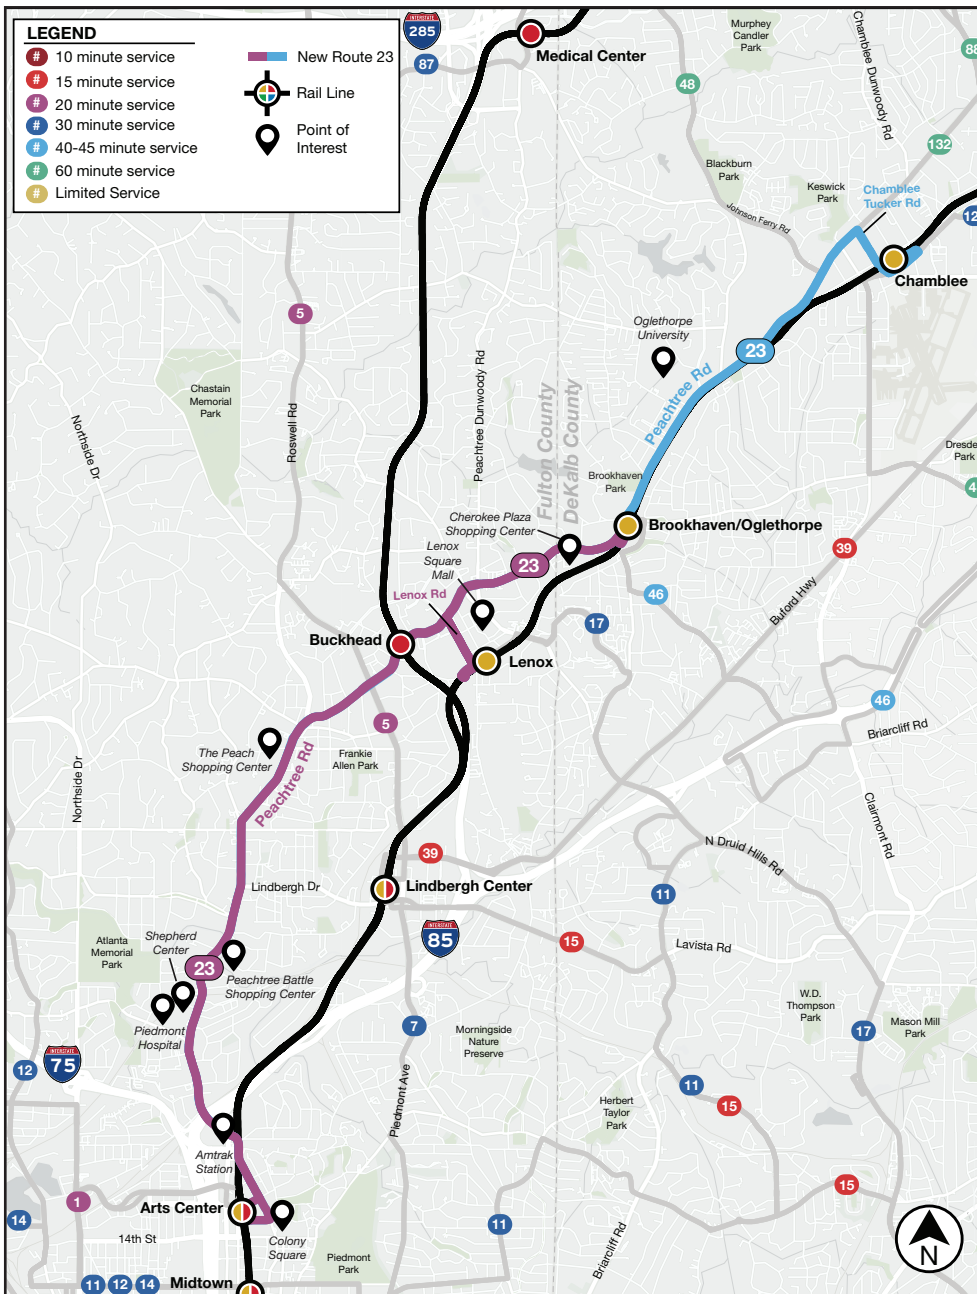 LEGEND
# 10 minute service
# 15 minute service
# 20 minute service
# 30 minute service
# 40-45 minute service
# 60 minute service
# Limited Service
New Route 23
Rail Line
Point of
Interest
INTERSTATE
285
87
Medical Center
Murphey
Candler
Park
48
Chamblee Dunwoody Rd
88
132
Blackburn
Park
Keswick
Park
Chamblee
Tucker Rd
Johnson Ferry Rd
12
Chamblee
5
Oglethorpe
University
23
Peachtree Rd
Peachtree Dunwoody Rd
Fulton County
DeKalb County
Chastain
Memorial
Park
Roswell Rd
Northside Dr
Dresde
Park
4
Brookhaven
Park
Cherokee Plaza
Shopping Center
Brookhaven/Oglethorpe
39
Lenox
Square
Mall
23
Lenox Rd
46
Buford Hwy
17
Buckhead
Lenox
46
5
Briarcliff Rd
The Peach
Shopping Center
Peachtree Rd
Frankie
Allen Park
Northside Dr
Clairmont Rd
39
N Druid Hills Rd
Lindbergh Dr
Lindbergh Center
11
INTERSTATE
85
15
Lavista Rd
Atlanta
Memorial
Park
Shepherd
Center
23
Peachtree Battle
Shopping Center
Piedmont
Hospital
W.D.
Thompson
Park
Mason Mill
Park
7
17
Morningside
Nature
Preserve
INTERSTATE
75
12
Piedmont Ave
11
15
Herbert
Taylor
Park
Amtrak
Station
15
1
14
Arts Center
Colony
Square
14th St
11
Piedmont
Park
Briarcliff Rd
N
11 12 14
Midtown